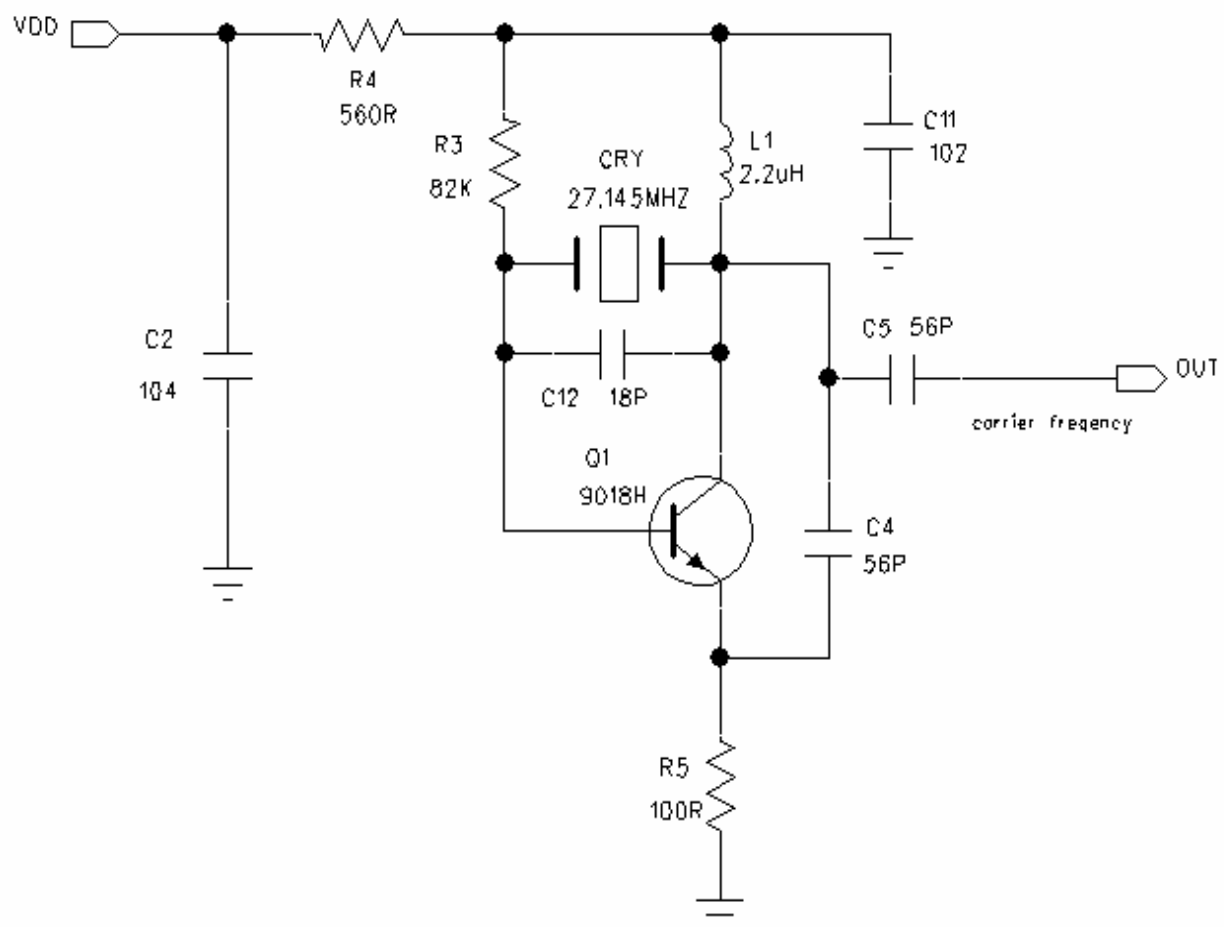 VDD
R4
560R
R3
82K
CRY
27.145MHZ
L1
2.2uH
C11
102
C2
104
C12 18P
C5 56P
OUT
carrier freqency
Q1
9018H
C4
56P
R5
100R